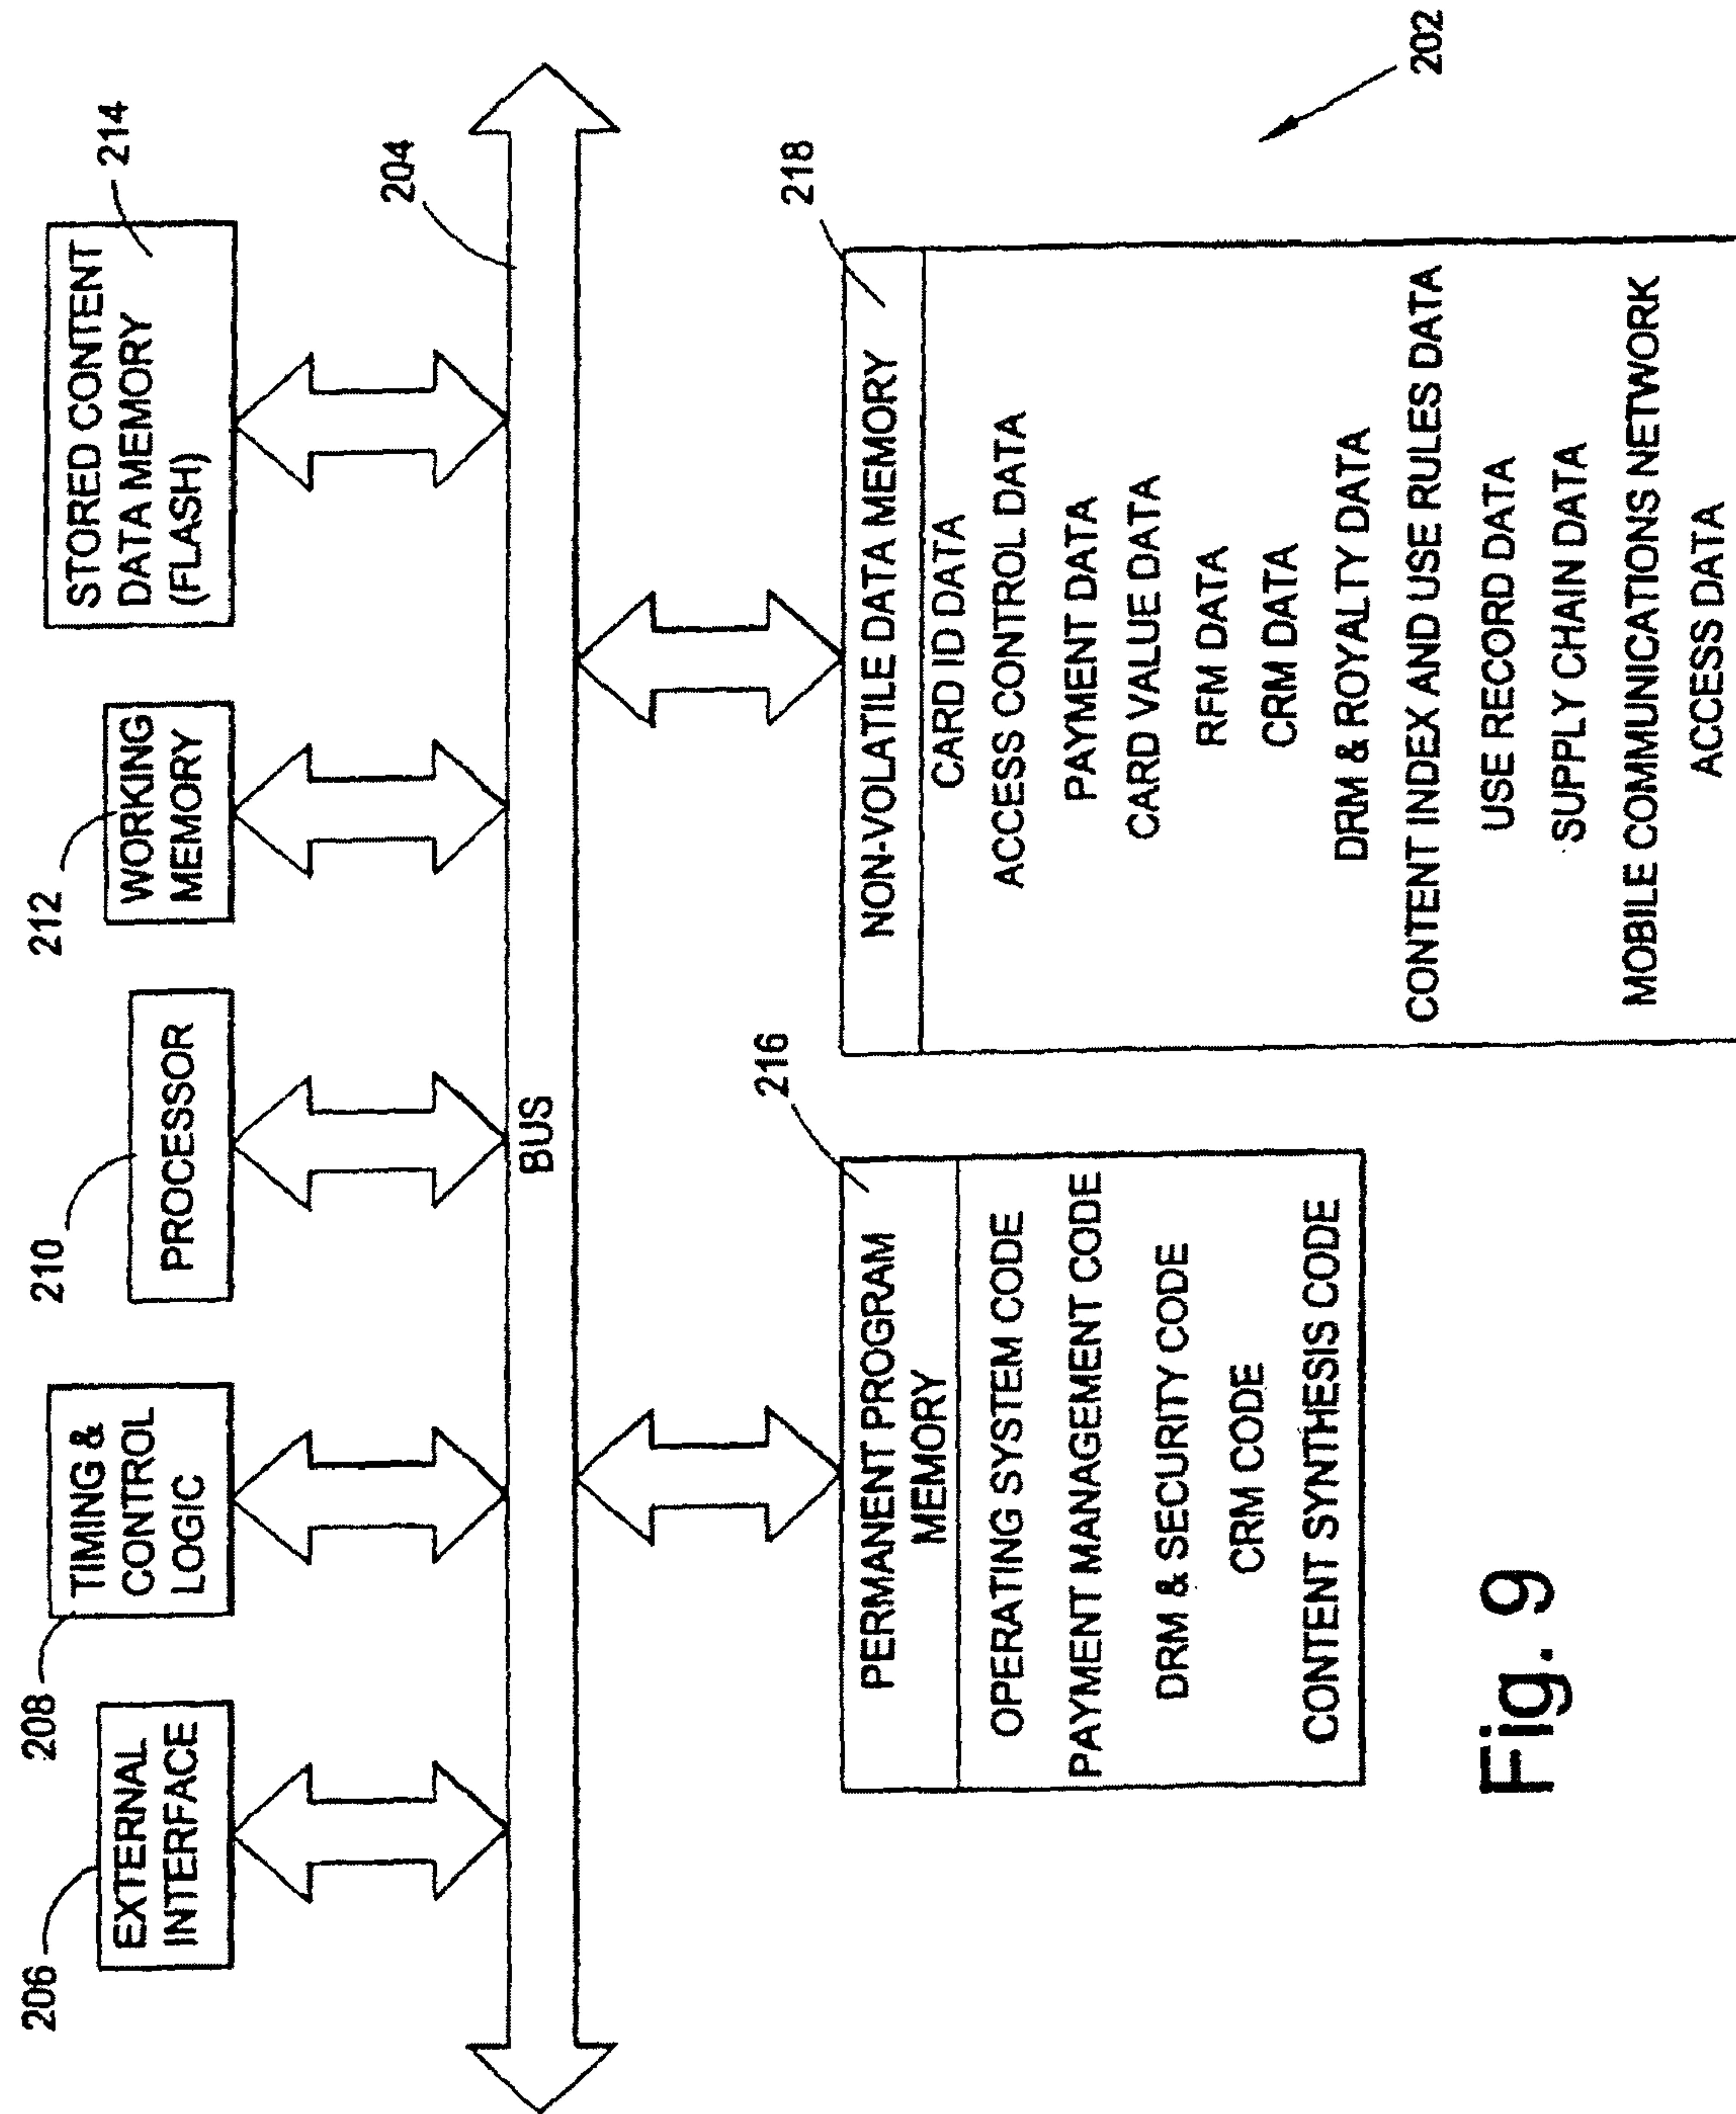 206
EXTERNAL
INTERFACE
208
TIMING &
CONTROL
LOGIC
210
PROCESSOR
212
WORKING
MEMORY
STORED CONTENT
DATA MEMORY
(FLASH)
214
204
BUS
216
PERMANENT PROGRAM
MEMORY
OPERATING SYSTEM CODE
PAYMENT MANAGEMENT CODE
DRM & SECURITY CODE
CRM CODE
CONTENT SYNTHESIS CODE
218
NON-VOLATILE DATA MEMORY
CARD ID DATA
ACCESS CONTROL DATA
PAYMENT DATA
CARD VALUE DATA
RFM DATA
CRM DATA
DRM & ROYALTY DATA
CONTENT INDEX AND USE RULES DATA
USE RECORD DATA
SUPPLY CHAIN DATA
MOBILE COMMUNICATIONS NETWORK
ACCESS DATA
202
Fig. 9